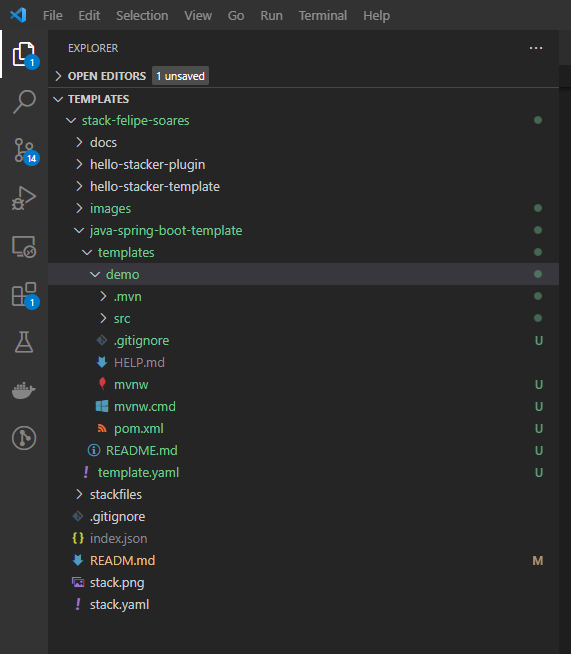 File Edit Selection View Go Run Terminal Help
EXPLORER ...
OPEN EDITORS 1 unsaved
TEMPLATES
stack-felipe-soares
docs
hello-stacker-plugin
hello-stacker-template
images
java-spring-boot-template
templates
demo
.mvn
src
.gitignore U
HELP.md
mvnw U
mvnw.cmd U
pom.xml U
README.md U
! template.yaml U
stackfiles
.gitignore
{} index.json
READM.md M
stack.png
! stack.yaml
1
14
1